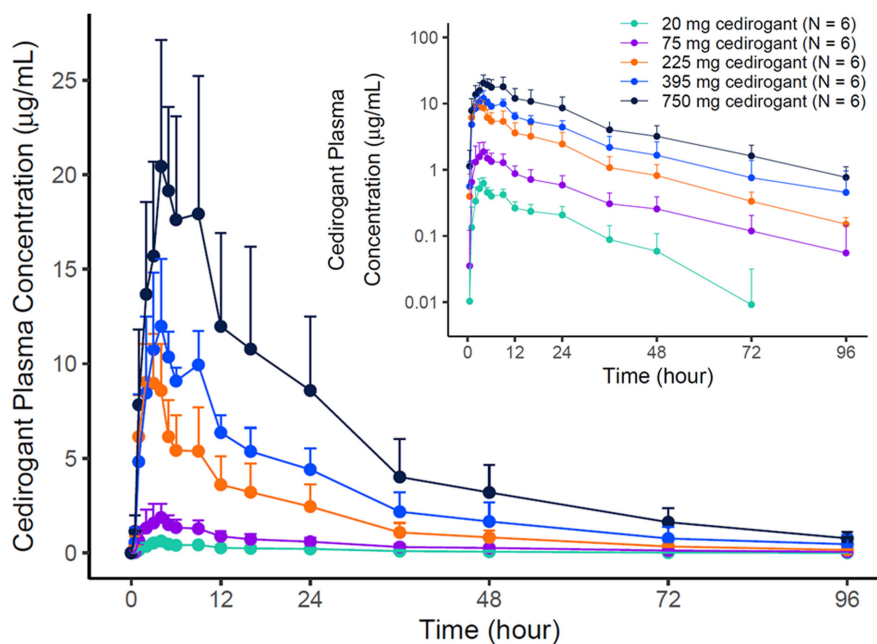 Cedirogant Plasma Concentration (µg/mL)
25
20
15
10
5
0
0
12
24
48
72
96
Time (hour)
Cedirogant Plasma
Concentration (µg/mL)
100
10
1
0.1
0.01
0
12
24
48
72
96
Time (hour)
20 mg cedirogant (N = 6)
75 mg cedirogant (N = 6)
225 mg cedirogant (N = 6)
395 mg cedirogant (N = 6)
750 mg cedirogant (N = 6)